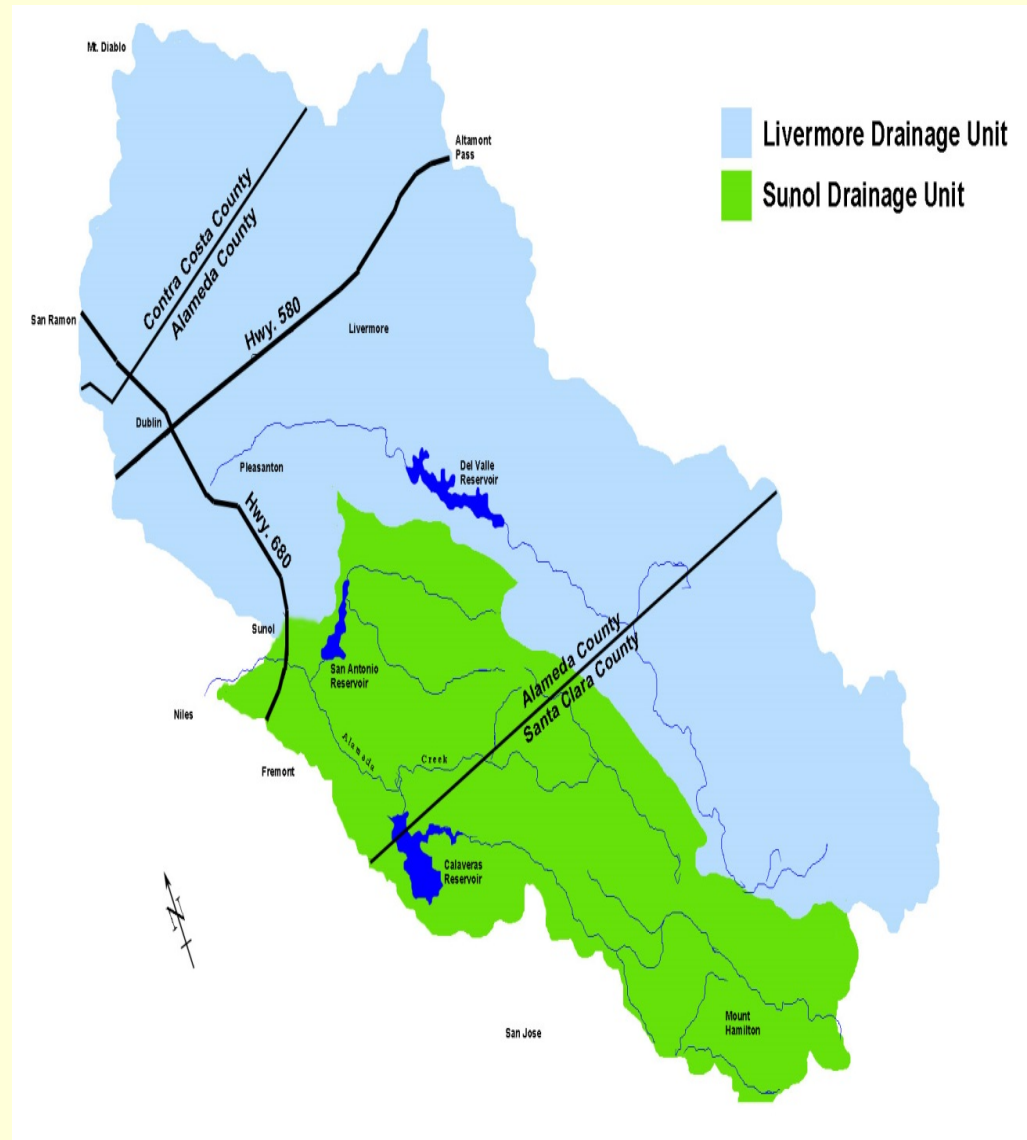 Mt. Diablo
Altamont
Pass
Livermore Drainage Unit
Sunol Drainage Unit
Contra Costa County
Alameda County
San Ramon
Hwy. 580
Livermore
Dublin
Pleasanton
Del Valle
Reservoir
Hwy. 680
Sunol
San Antonio
Reservoir
Alameda County
Santa Clara County
Niles
Alameda
Creek
Fremont
Calaveras
Reservoir
N
Mount
Hamilton
San Jose